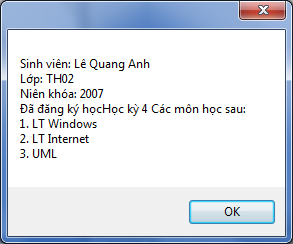 Sinh viên: Lê Quang Anh
Lớp: TH02
Niên khóa: 2007
Đã đăng ký họcHọc kỳ 4 Các môn học sau:
1. LT Windows
2. LT Internet
3. UML
OK